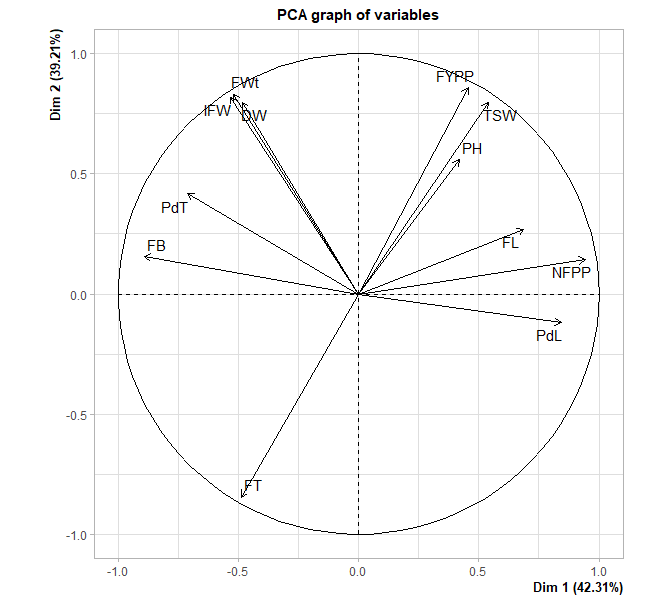 PCA graph of variables
Dim 2 (39.21%)
1.0
0.5
0.0
-0.5
-1.0
FWt
IFW
DW
FYPP
TSW
PH
PdT
FB
FL
NFPP
PdL
FT
-1.0
-0.5
0.0
0.5
1.0
Dim 1 (42.31%)